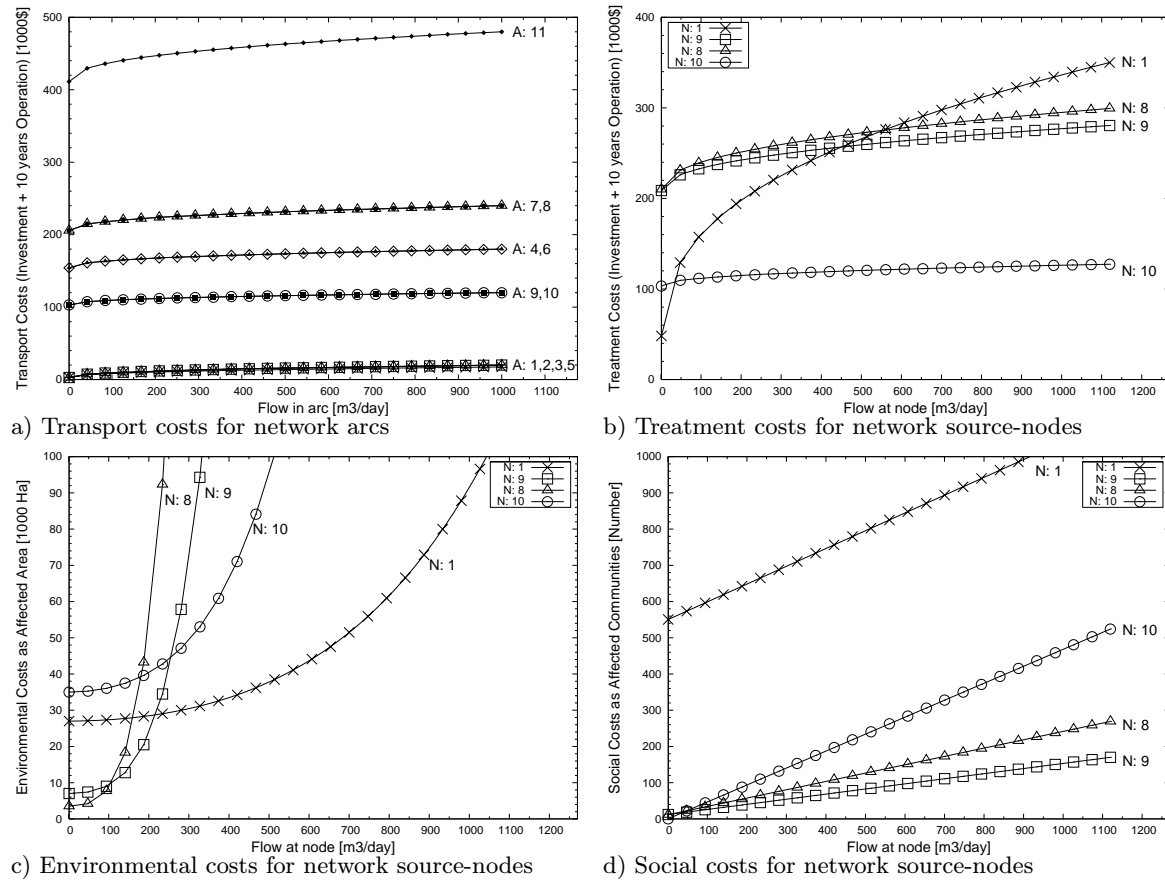 Transport Costs (Investment + 10 years Operation) [1000$]
500
400
300
200
100
0
A: 11
A: 7,8
A: 4,6
A: 9,10
A: 1,2,3,5
0 100 200 300 400 500 600 700 800 900 1000 1100
Flow in arc [m3/day]
a) Transport costs for network arcs
Treatment Costs (Investment + 10 years Operation) [1000$]
400
300
200
100
0
N: 1
N: 9
N: 8
N: 10
N: 1
N: 8
N: 9
N: 10
0 100 200 300 400 500 600 700 800 900 1000 1100 1200
Flow at node [m3/day]
b) Treatment costs for network source-nodes
Environmental Costs as Affected Area [1000 Ha]
100
90
80
70
60
50
40
30
20
10
0
N: 1
N: 9
N: 8
N: 10
N: 8
N: 9
N: 10
N: 1
0 100 200 300 400 500 600 700 800 900 1000 1100 1200
Flow at node [m3/day]
c) Environmental costs for network source-nodes
Social Costs as Affected Communities [Number]
1000
900
800
700
600
500
400
300
200
100
0
N: 1
N: 9
N: 8
N: 10
N: 1
N: 10
N: 8
N: 9
0 100 200 300 400 500 600 700 800 900 1000 1100 1200
Flow at node [m3/day]
d) Social costs for network source-nodes